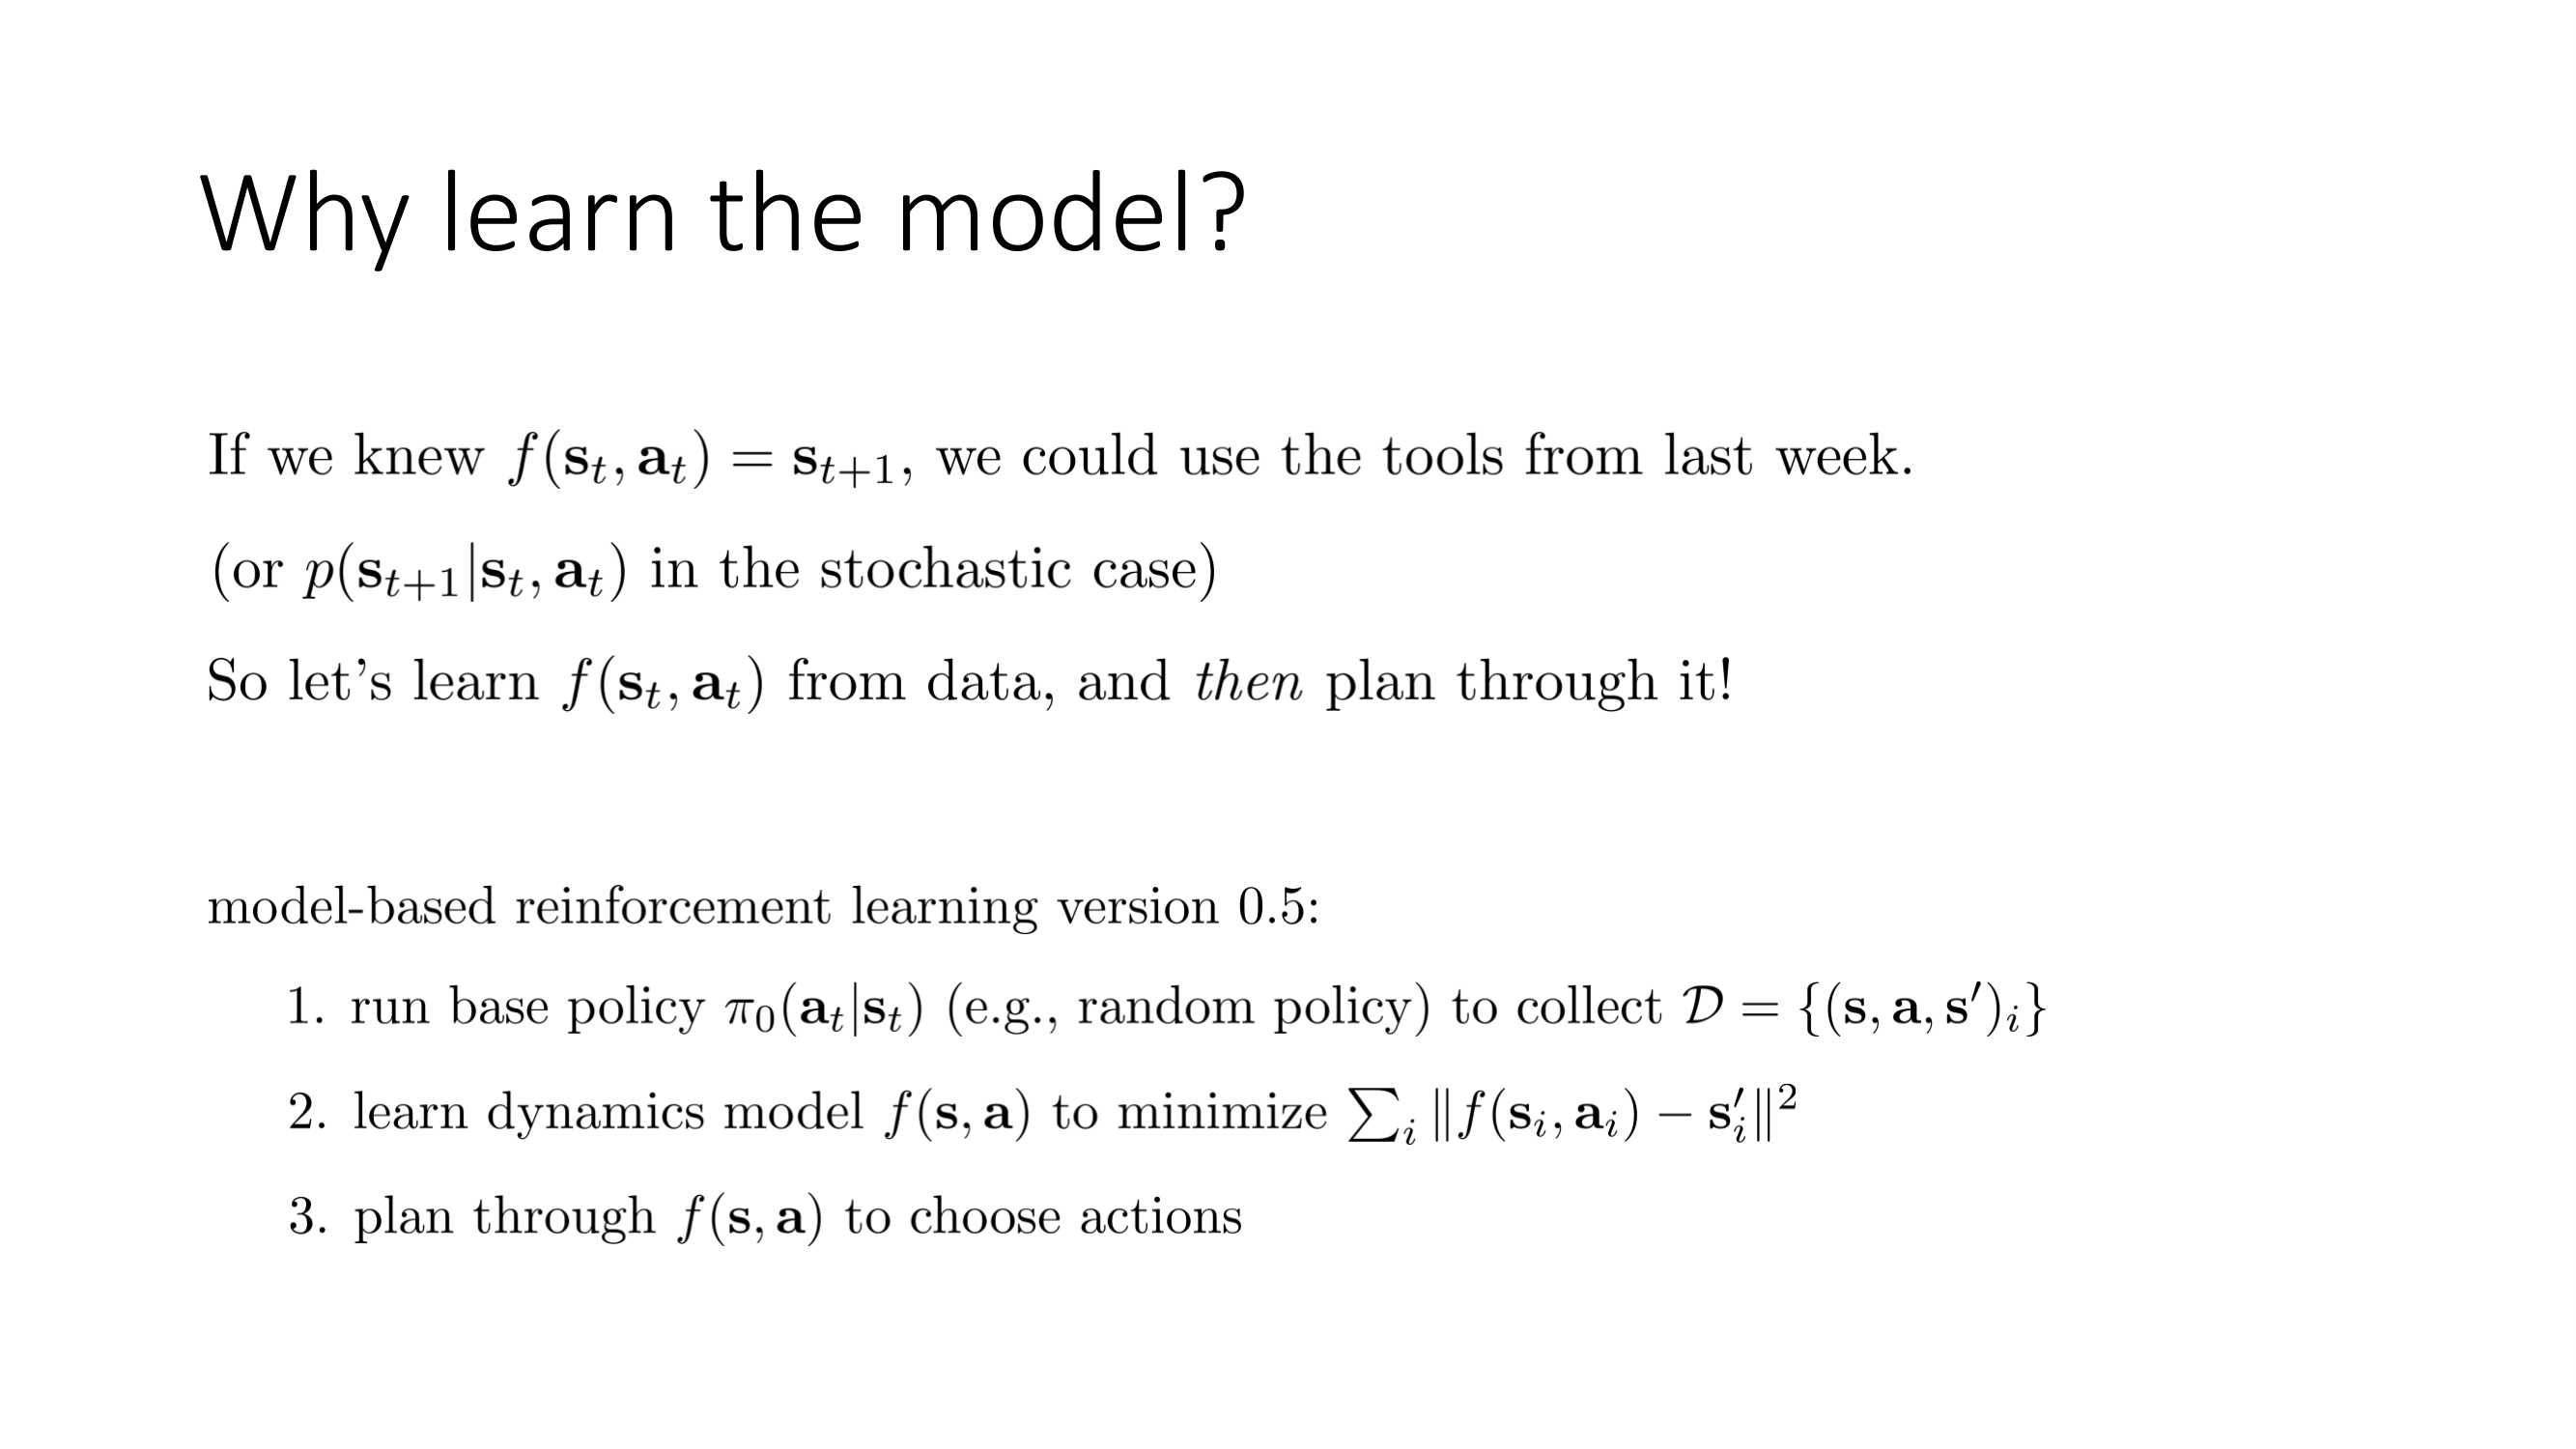 Why learn the model?
If we knew $f(\mathbf{s}_t, \mathbf{a}_t) = \mathbf{s}_{t+1}$, we could use the tools from last week.
(or $p(\mathbf{s}_{t+1}|\mathbf{s}_t, \mathbf{a}_t)$ in the stochastic case)
So let's learn $f(\mathbf{s}_t, \mathbf{a}_t)$ from data, and then plan through it!
model-based reinforcement learning version 0.5:
1. run base policy $\pi_0(\mathbf{a}_t|\mathbf{s}_t)$ (e.g., random policy) to collect $\mathcal{D} = \{(\mathbf{s}, \mathbf{a}, \mathbf{s}')_i\}$
2. learn dynamics model $f(\mathbf{s}, \mathbf{a})$ to minimize $\sum_i \|f(\mathbf{s}_i, \mathbf{a}_i) - \mathbf{s}'_i\|^2$
3. plan through $f(\mathbf{s}, \mathbf{a})$ to choose actions